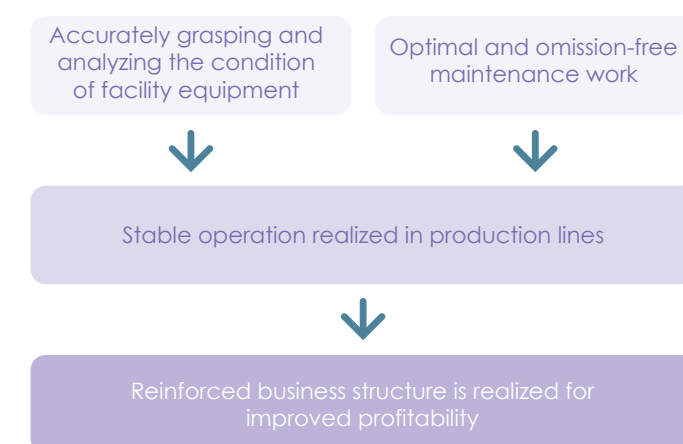 Accurately grasping and
analyzing the condition
of facility equipment
Optimal and omission-free
maintenance work
Stable operation realized in production lines
Reinforced business structure is realized for
improved profitability